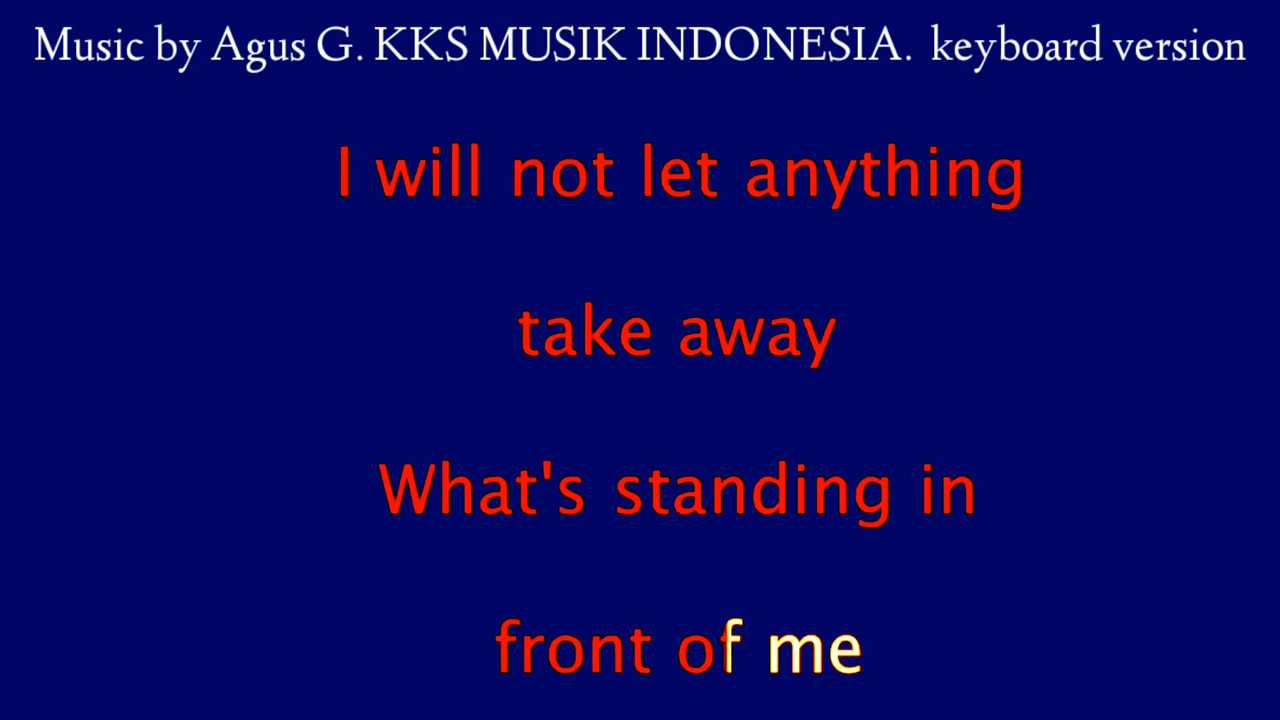 Music by Agus G. KKS MUSIK INDONESIA. keyboard version
I will not let anything
take away
What's standing in
front of me